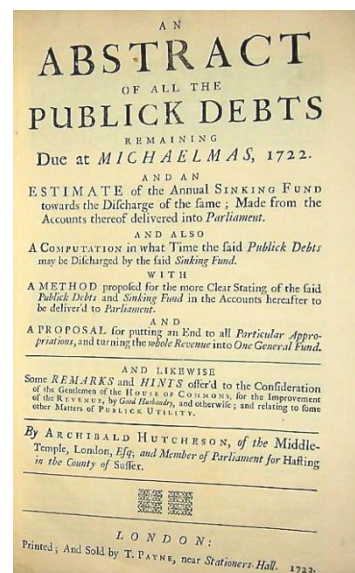 AN
ABSTRACT
OF ALL THE
PUBLICK DEBTS
REMAINING
Due at MICHAELMAS, 1722.
AND AN
ESTIMATE of the Annual SINKING FUND
towards the Diſcharge of the ſame; Made from the
Accounts thereof delivered into Parliament.
AND ALSO
A COMPUTATION in what Time the ſaid Publick Debts
may be Diſcharged by the ſaid Sinking Fund.
WITH
A METHOD propoſed for the more Clear Stating of the ſaid
Publick Debts and Sinking Fund in the Accounts hereafter to
be deliver'd to Parliament.
AND
A PROPOSAL for putting an End to all Particular Appro-
priations, and turning the whole Revenue into One General Fund.
AND LIKEWISE
Some REMARKS and HINTS offer'd to the Conſideration
of the Gentlemen of the HOUSE OF COMMONS, for the Improvement
of the REVENUE, by Good Husbandry, and otherwiſe; and relating to ſome
other Matters of PUBLICK UTILITY.
By ARCHIBALD HUTCHESON, of the Middle-
Temple, London, Eſq; and Member of Parliament for Haſting
in the County of Suſſex.
LONDON:
Printed; And Sold by T. PAYNE, near Stationers-Hall. 1723.